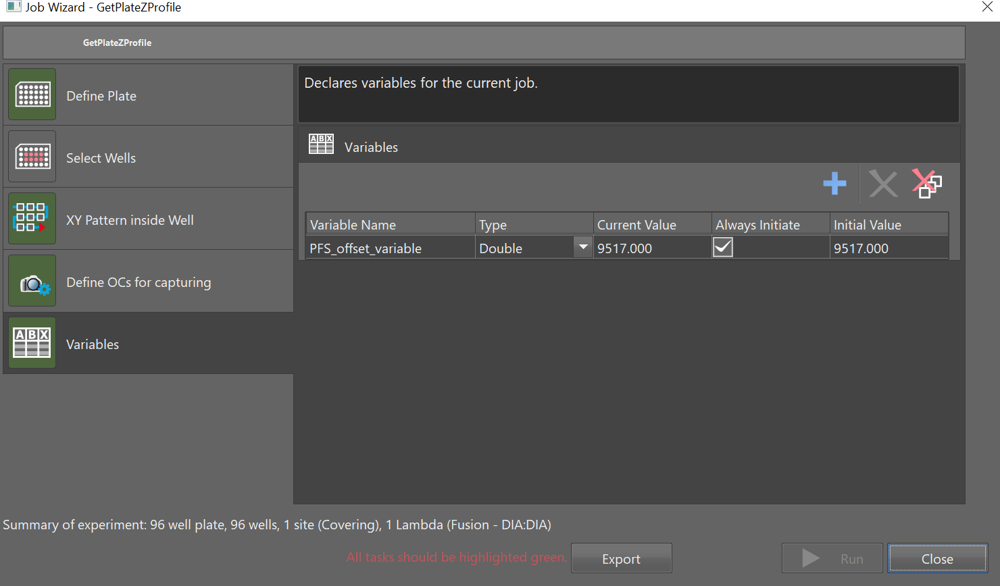 Job Wizard - GetPlateZProfile
GetPlateZProfile
Define Plate
Select Wells
XY Pattern inside Well
Define OCs for capturing
ABX
Variables
Declares variables for the current job.
ABX
Variables
Variable Name Type Current Value Always Initiate Initial Value
PFS_offset_variable Double 9517.000 9517.000
Summary of experiment: 96 well plate, 96 wells, 1 site (Covering), 1 Lambda (Fusion - DIA:DIA)
All tasks should be highlighted green. Export Run Close